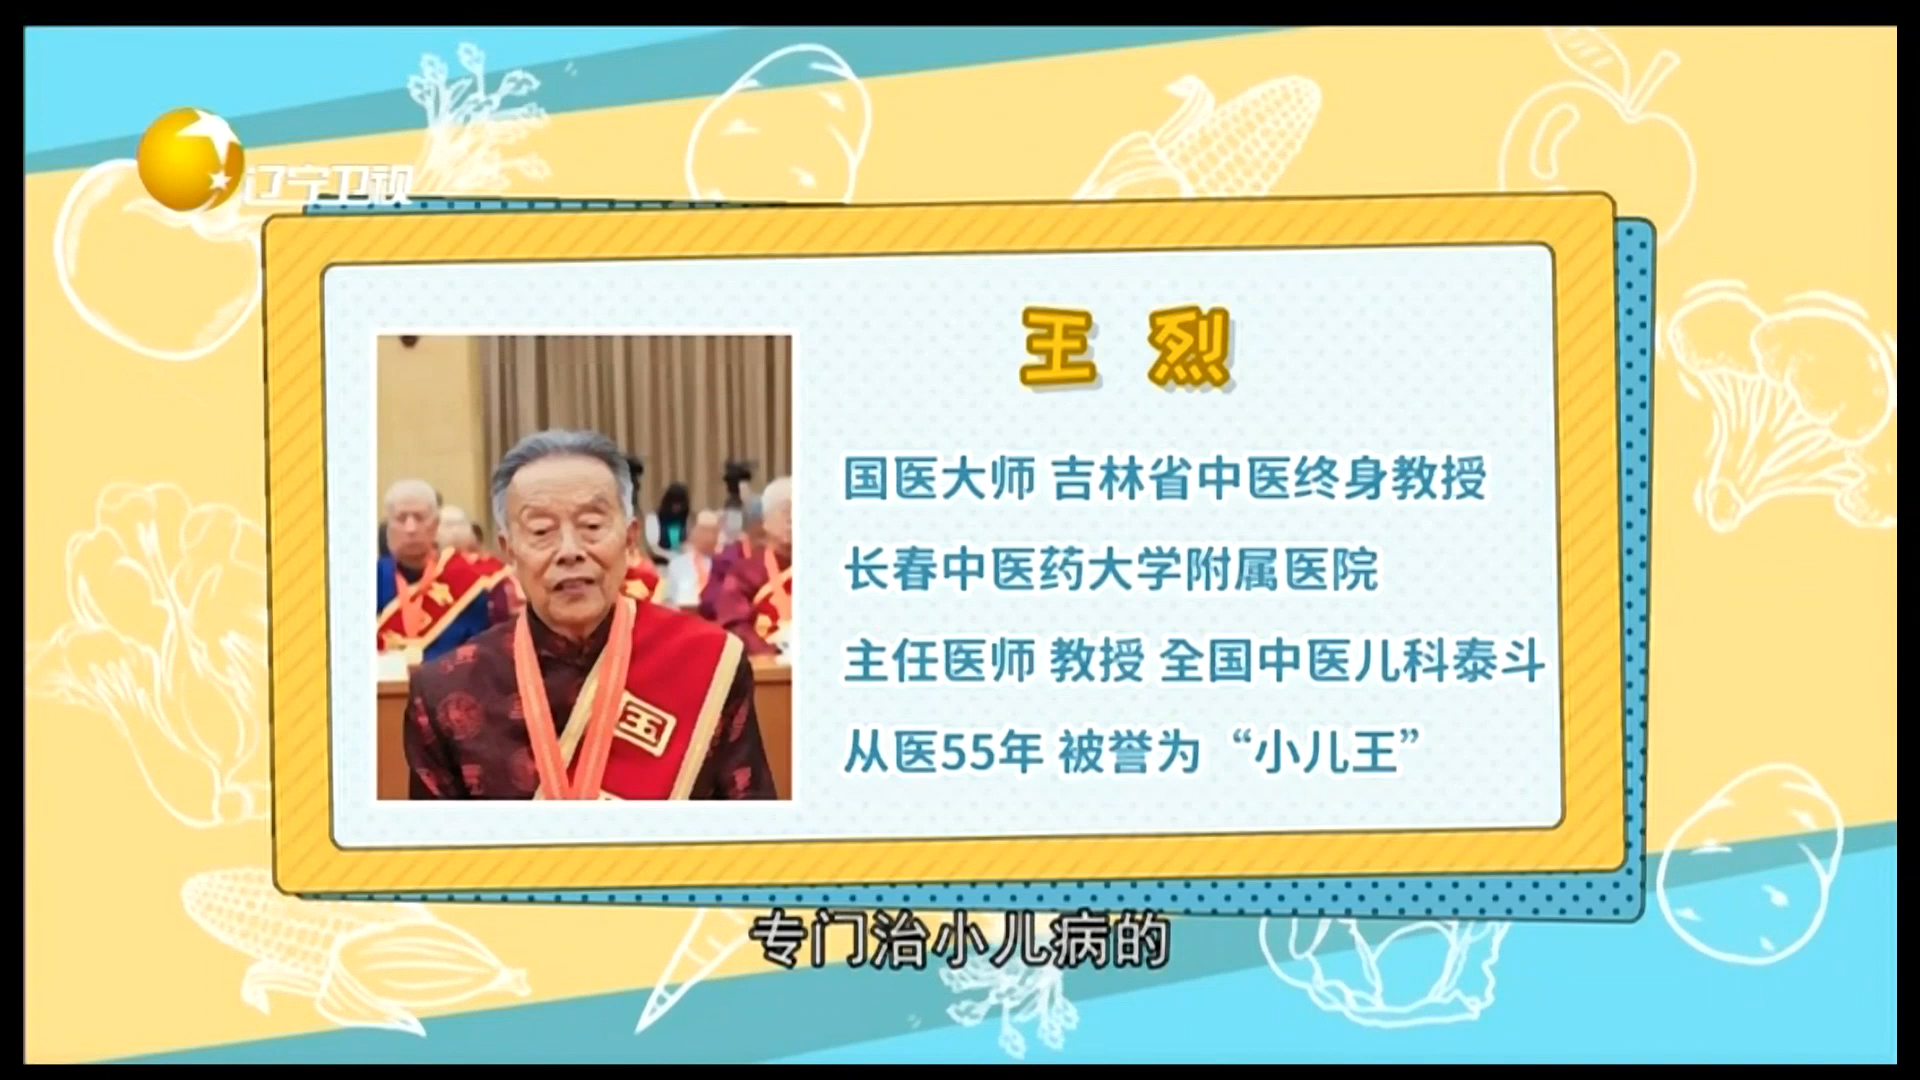 辽宁卫视
王 烈
国医大师 吉林省中医终身教授
长春中医药大学附属医院
主任医师 教授 全国中医儿科泰斗
从医55年 被誉为“小儿王”
专门治小儿病的